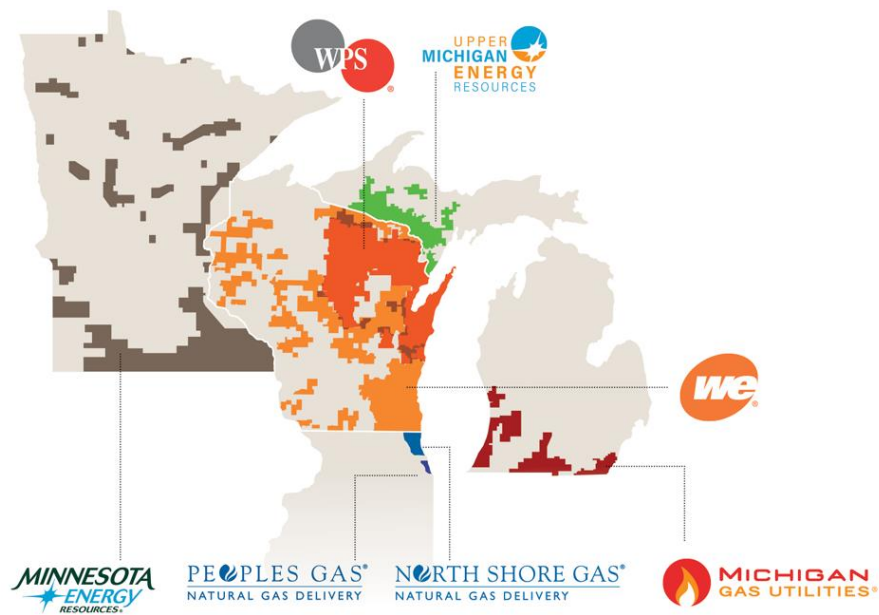 WPS
®
UPPER
MICHIGAN
ENERGY
RESOURCES
we
®
MINNESOTA
ENERGY
RESOURCES®
PEOPLES GAS®
NATURAL GAS DELIVERY
NORTH SHORE GAS®
NATURAL GAS DELIVERY
MICHIGAN
GAS UTILITIES®